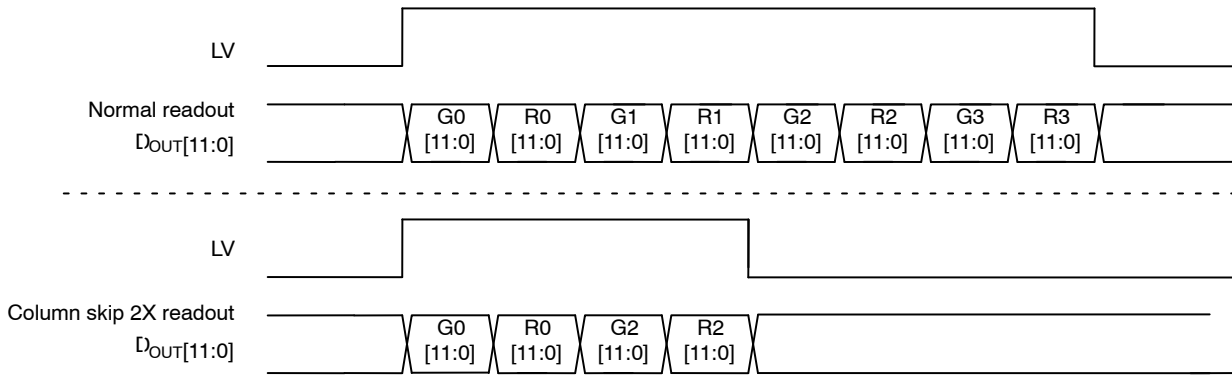 LV
Normal readout
DOUT[11:0]
G0 R0 G1 R1 G2 R2 G3 R3
[11:0] [11:0] [11:0] [11:0] [11:0] [11:0] [11:0] [11:0]
LV
Column skip 2X readout
DOUT[11:0]
G0 R0 G2 R2
[11:0] [11:0] [11:0] [11:0]